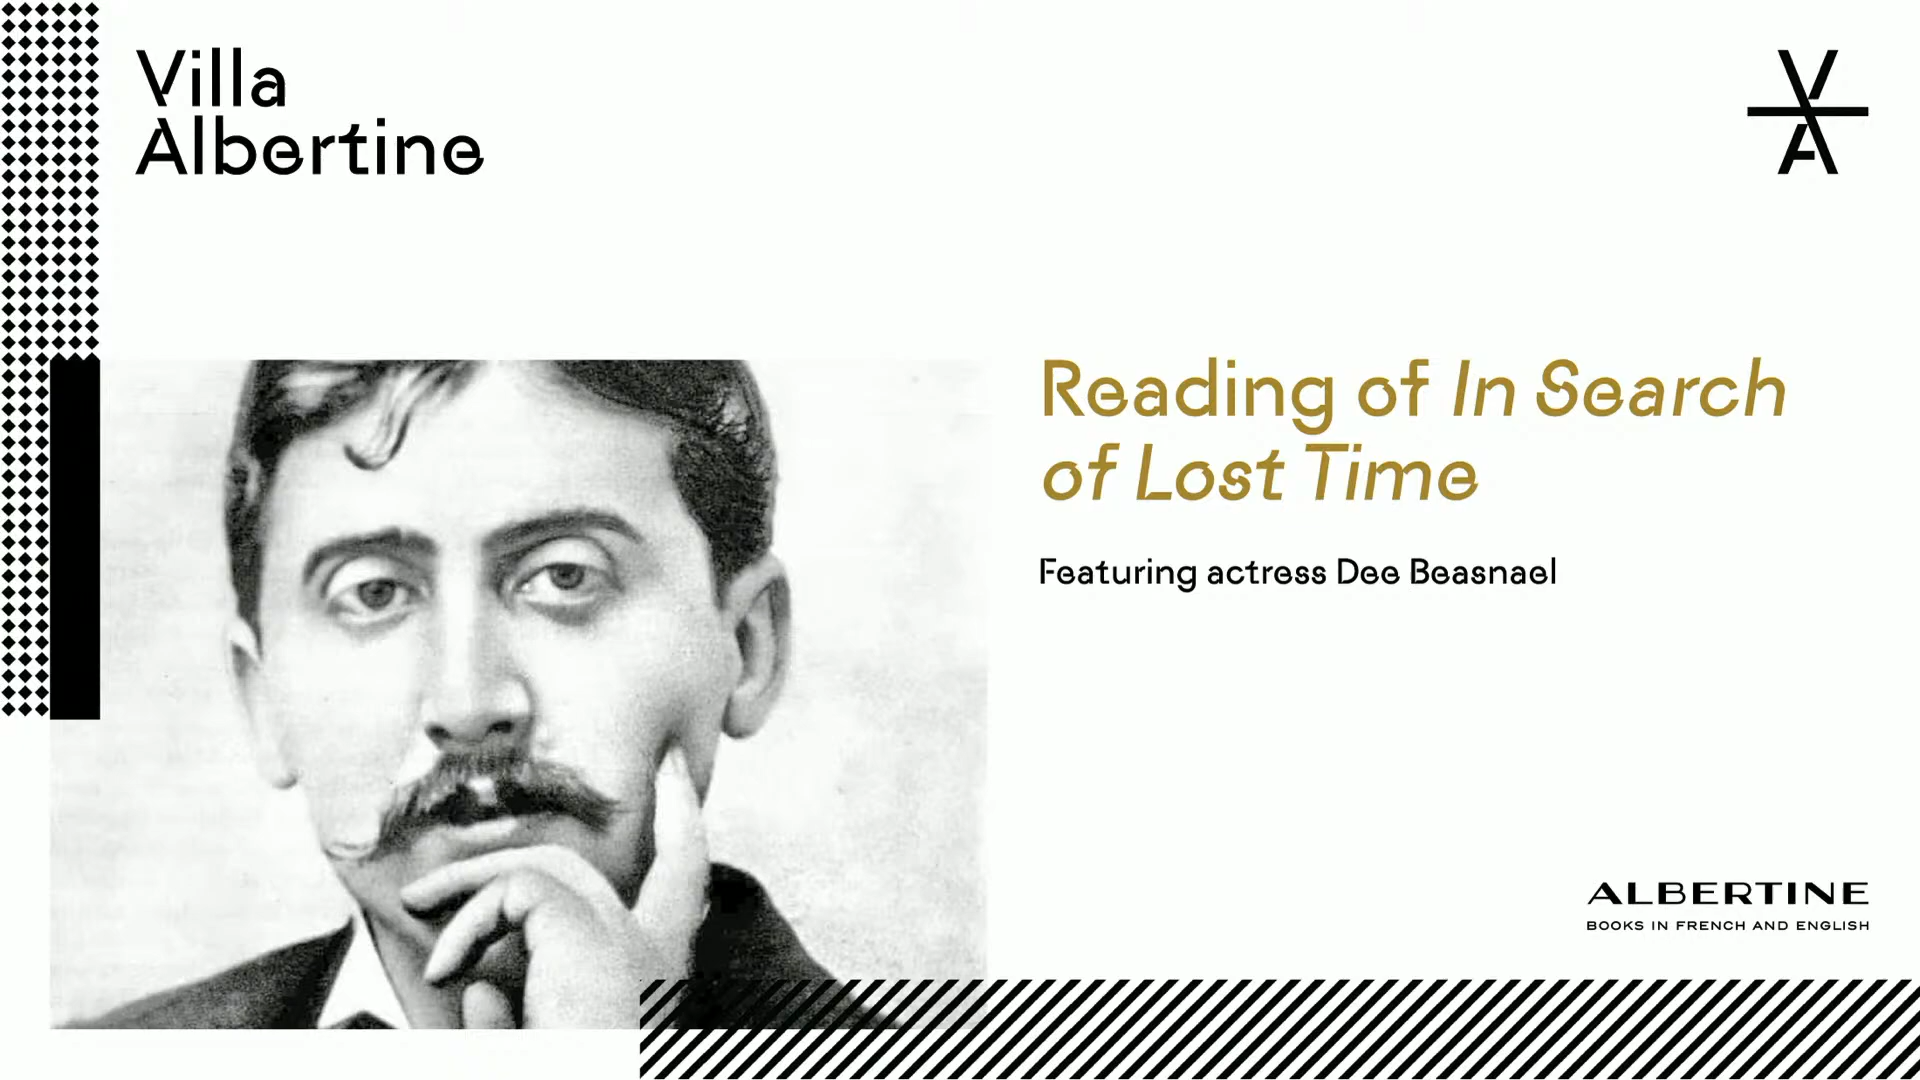 Villa
Albertine
VA
Reading of In Search
of Lost Time
Featuring actress Dee Beasnael
ALBERTINE
BOOKS IN FRENCH AND ENGLISH